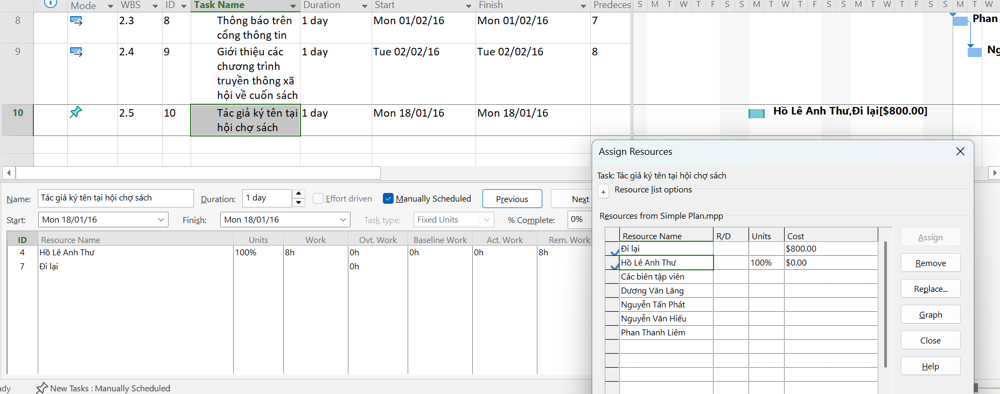 Mode WBS ID Task Name Duration Start Finish Predeces S M T W T F S S M T W T F S S M T W T F S S M T W
8 2.3 8 Thông báo trên cổng thông tin 1 day Mon 01/02/16 Mon 01/02/16 7 Phan
9 2.4 9 Giới thiệu các chương trình truyền thông xã hội về cuốn sách 1 day Tue 02/02/16 Tue 02/02/16 8 Ng
10 2.5 10 Tác giả ký tên tại hội chợ sách 1 day Mon 18/01/16 Mon 18/01/16 Hồ Lê Anh Thư,Đi lại[$800.00]
Name: Tác giả ký tên tại hội chợ sách Duration: 1 day Effort driven Manually Scheduled Previous Next
Start: Mon 18/01/16 Finish: Mon 18/01/16 Task type: Fixed Units % Complete: 0%
ID Resource Name Units Work Ovt. Work Baseline Work Act. Work Rem. Work
4 Hồ Lê Anh Thư 100% 8h 0h 0h 0h 8h
7 Đi lại 0h
Assign Resources
Task: Tác giả ký tên tại hội chợ sách
+ Resource list options
Resources from Simple Plan.mpp
Resource Name R/D Units Cost
Đi lại $800.00
Hồ Lê Anh Thư 100% $0.00
Các biên tập viên
Dương Văn Lăng
Nguyễn Tấn Phát
Nguyễn Văn Hiếu
Phan Thanh Liêm
Assign
Remove
Replace...
Graph
Close
Help
ady New Tasks : Manually Scheduled